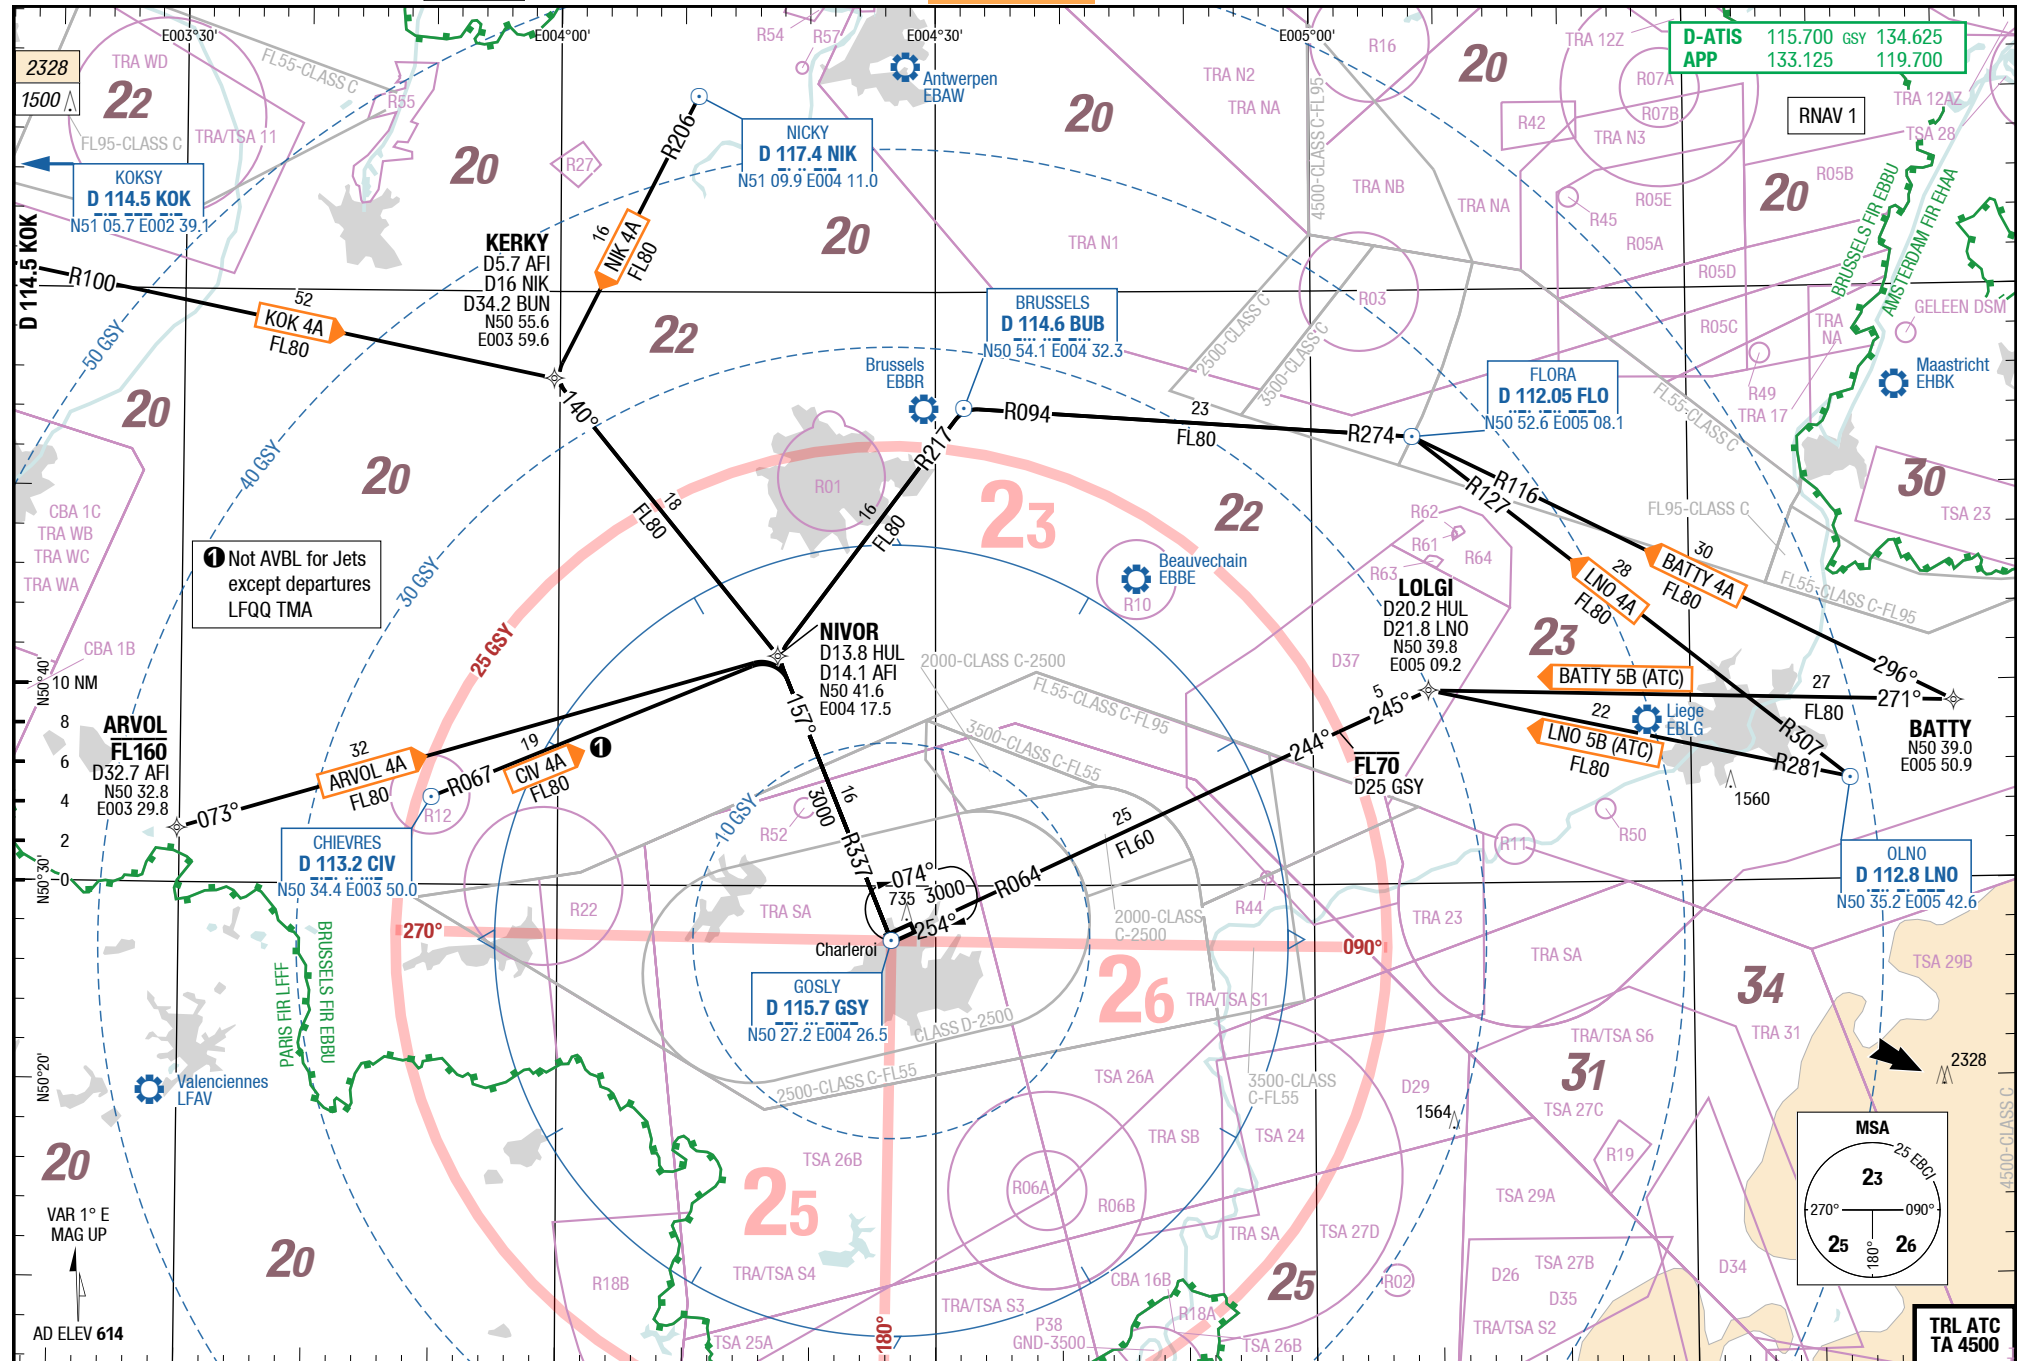 E003°30'
E004°00'
E004°30'
E005°00'
2328
1500
TRA WD
22
FL55-CLASS C
R55
TRA/TSA 11
FL95-CLASS C
KOKSY
D 114.5 KOK
N51 05.7 E002 39.1
D 114.5 KOK
R100
52
KOK 4A
FL80
50 GSY
20
R27
R54
R57
Antwerpen
EBAW
R206
NICKY
D 117.4 NIK
N51 09.9 E004 11.0
16
NIK 4A
FL80
KERKY
D5.7 AFI
D16 NIK
D34.2 BUN
N50 55.6
E003 59.6
20
22
20
TRA N2
TRA NA
R16
20
TRA NB
TRA NA
TRA N1
4500-CLASS C-FL95
R03
TRA 12Z
20
D-ATIS 115.700 GSY 134.625
APP 133.125 119.700
RNAV 1
R07A
R07B
R42
TRA N3
TRA 12AZ
TSA 28
R05B
20
R05E
R45
R05A
R05D
R05C
TRA
NA
BRUSSELS FIR EBBU
AMSTERDAM FIR EHAA
GELEEN DSM
R49
TRA 17
Maastricht
EHBK
BRUSSELS
D 114.6 BUB
N50 54.1 E004 32.3
Brussels
EBBR
2500-CLASS C
3500-CLASS C
FLORA
D 112.05 FLO
N50 52.6 E005 08.1
R094
23
FL80
R274
FL55-CLASS C
20
40 GSY
20
140°
18
FL80
R217
16
FL80
R01
23
22
R116
R127
R62
R61
R64
R63
FL95-CLASS C
30
TSA 23
CBA 1C
TRA WB
TRA WC
TRA WA
CBA 1B
1 Not AVBL for Jets
except departures
LFQQ TMA
30 GSY
25 GSY
Beauvechain
EBBE
R10
LOLGI
D20.2 HUL
D21.8 LNO
N50 39.8
E005 09.2
28
LNO 4A
FL80
30
BATTY 4A
FL80
FL55-CLASS C-FL95
23
NIVOR
D13.8 HUL
D14.1 AFI
N50 41.6
E004 17.5
2000-CLASS C-2500
FL55-CLASS C-FL95
3500-CLASS C-FL55
D37
BATTY 5B (ATC)
27
FL80
296°
271°
BATTY
N50 39.0
E005 50.9
22
LNO 5B (ATC)
FL80
Liege
EBLG
R307
R281
1560
N50°40'
10 NM
8
6
4
2
0
N50°30'
ARVOL
FL160
D32.7 AFI
N50 32.8
E003 29.8
073°
32
ARVOL 4A
FL80
R067
19
CIV 4A
FL80
1
R12
157°
16
3000
R337
5
245°
244°
FL70
D25 GSY
25
FL60
R064
10 GSY
R52
CHIEVRES
D 113.2 CIV
N50 34.4 E003 50.0
074°
735
3000
254°
R11
R50
OLNO
D 112.8 LNO
N50 35.2 E005 42.6
270°
R22
TRA SA
Charleroi
2000-CLASS
C-2500
R44
090°
TRA 23
TRA SA
TSA 29B
PARIS FIR LFFF
BRUSSELS FIR EBBU
GOSLY
D 115.7 GSY
N50 27.2 E004 26.5
26
TRA/TSA S1
34
CLASS D-2500
2500-CLASS C-FL55
TRA/TSA S6
TRA 31
2328
N50°20'
Valenciennes
LFAV
TSA 26A
3500-CLASS
C-FL55
D29
31
1564
TSA 27C
4500-CLASS C
MSA
25 EBCI
23
270°
090°
25
180°
26
20
TSA 26B
TRA SB
TSA 24
R19
VAR 1° E
MAG UP
25
R06A
R06B
TSA 29A
TRA SA
TSA 27D
20
R18B
TRA/TSA S4
CBA 16B
25
R02
D26
TSA 27B
D35
D34
AD ELEV 614
TSA 25A
180°
TRA/TSA S3
P38
GND-3500
R18A
TSA 26B
TRA/TSA S2
TRL ATC
TA 4500